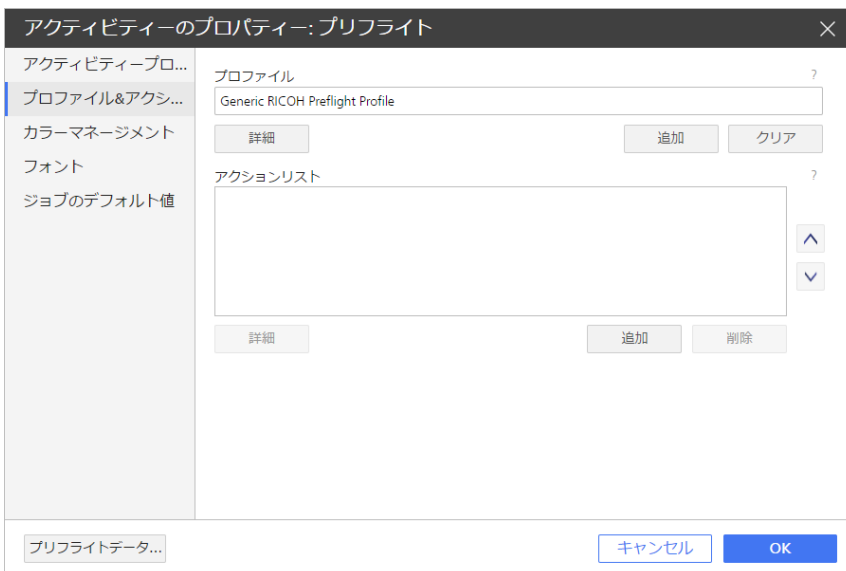 アクティビティーのプロパティー: プリフライト
アクティビティープロ...
プロファイル&アクシ...
カラーマネージメント
フォント
ジョブのデフォルト値
プロファイル ?
Generic RICOH Preflight Profile
詳細 追加 クリア
アクションリスト ?
詳細 追加 削除
プリフライトデータ... キャンセル OK